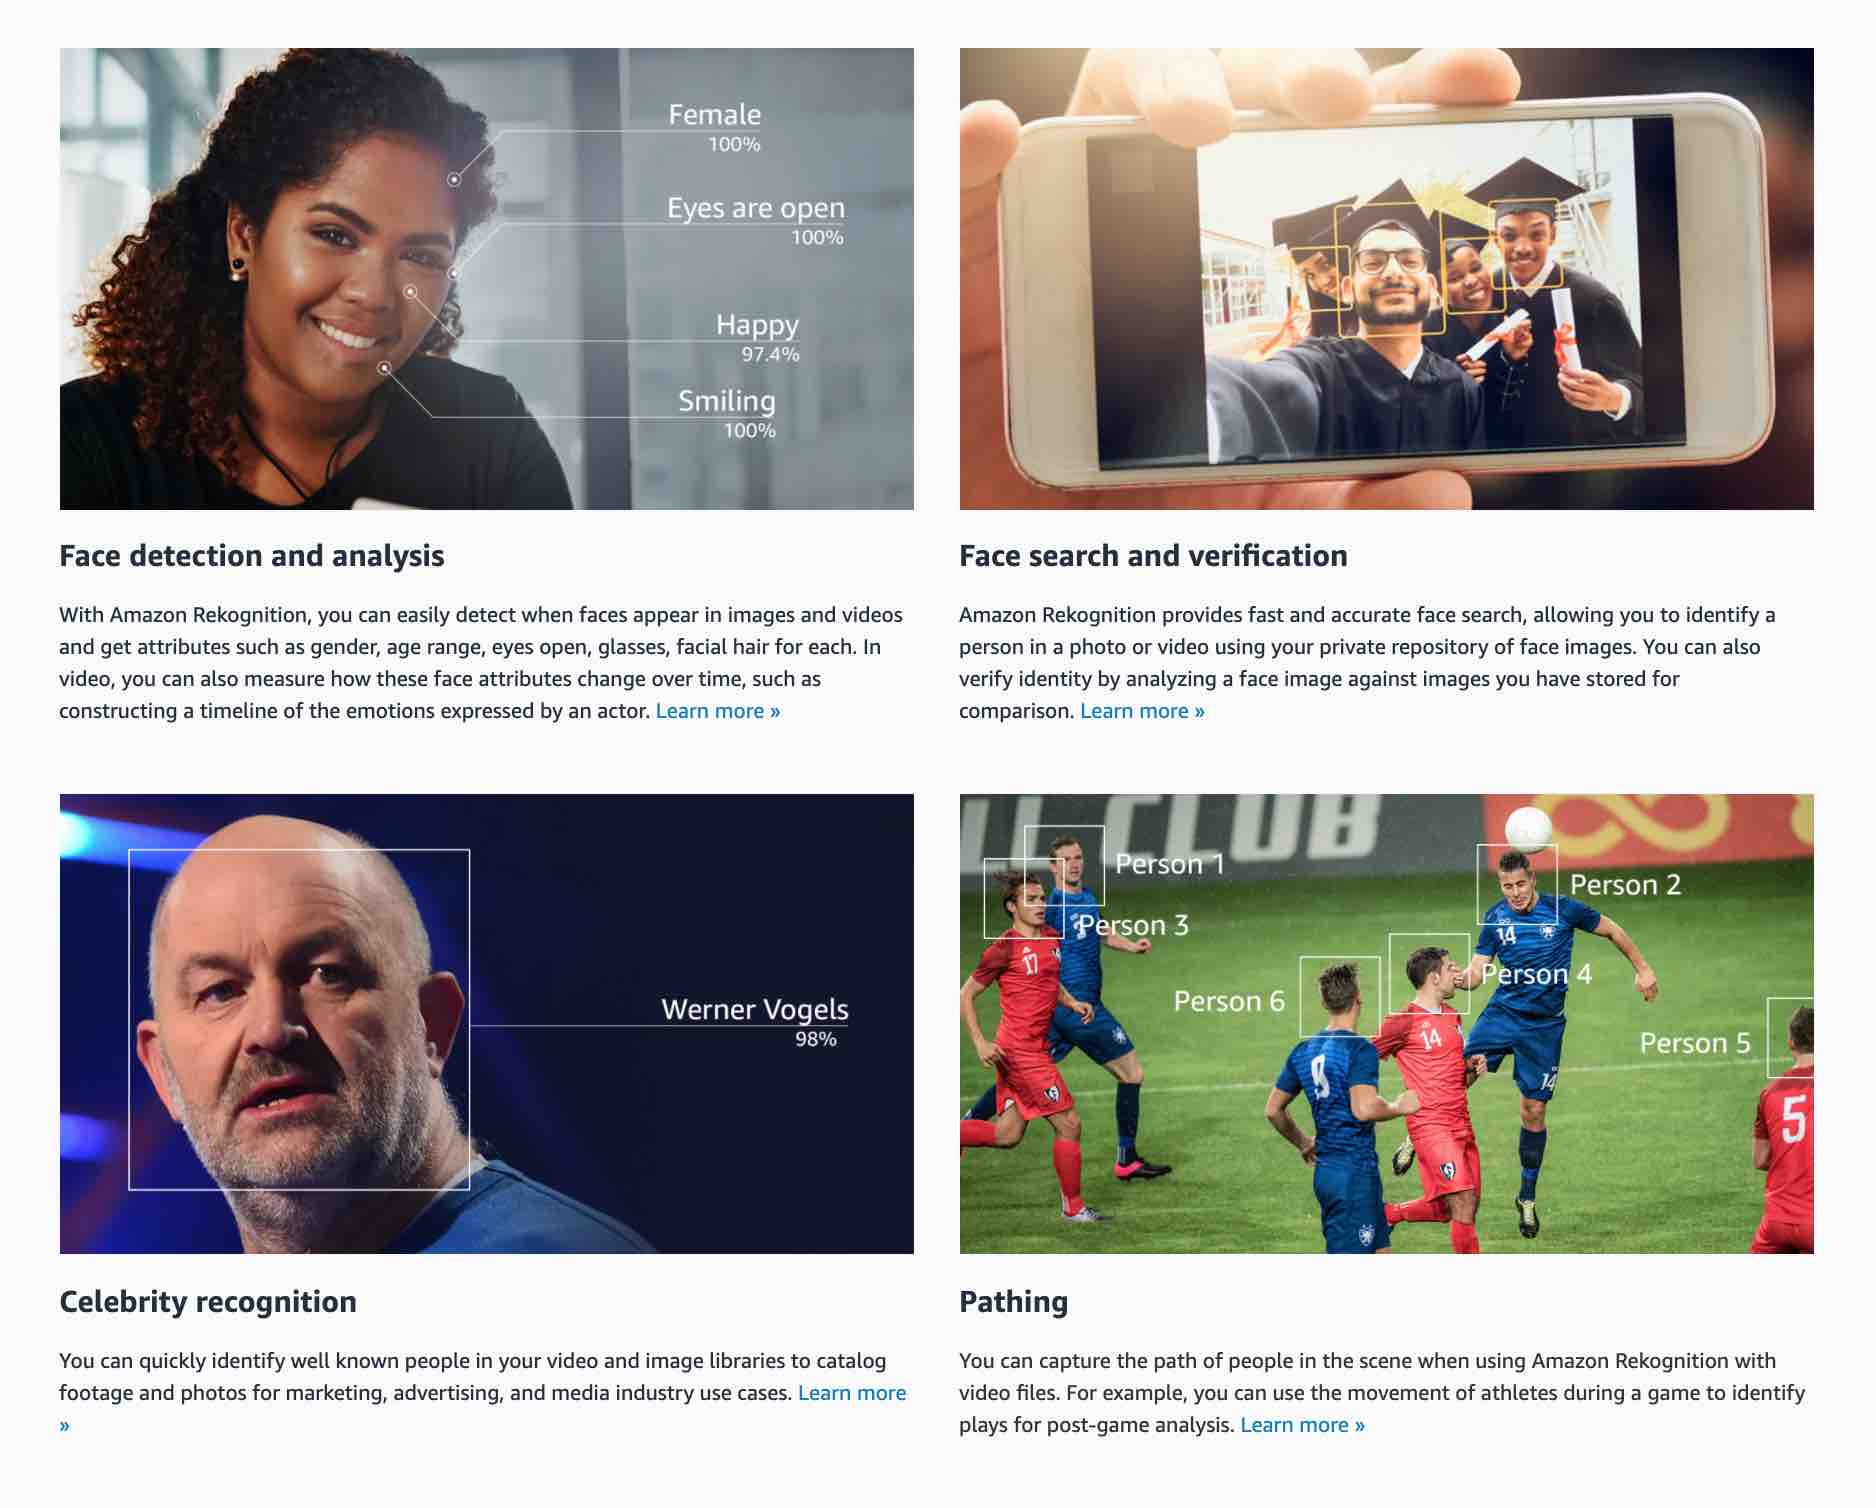 Female
100%
Eyes are open
100%
Happy
97.4%
Smiling
100%
Face detection and analysis
With Amazon Rekognition, you can easily detect when faces appear in images and videos
and get attributes such as gender, age range, eyes open, glasses, facial hair for each. In
video, you can also measure how these face attributes change over time, such as
constructing a timeline of the emotions expressed by an actor. Learn more »
Face search and verification
Amazon Rekognition provides fast and accurate face search, allowing you to identify a
person in a photo or video using your private repository of face images. You can also
verify identity by analyzing a face image against images you have stored for
comparison. Learn more »
Werner Vogels
98%
Celebrity recognition
You can quickly identify well known people in your video and image libraries to catalog
footage and photos for marketing, advertising, and media industry use cases. Learn more
»
CLUB
Person 1
Person 2
Person 3
Person 4
Person 6
Person 5
17
14
14
14
9
5
Pathing
You can capture the path of people in the scene when using Amazon Rekognition with
video files. For example, you can use the movement of athletes during a game to identify
plays for post-game analysis. Learn more »